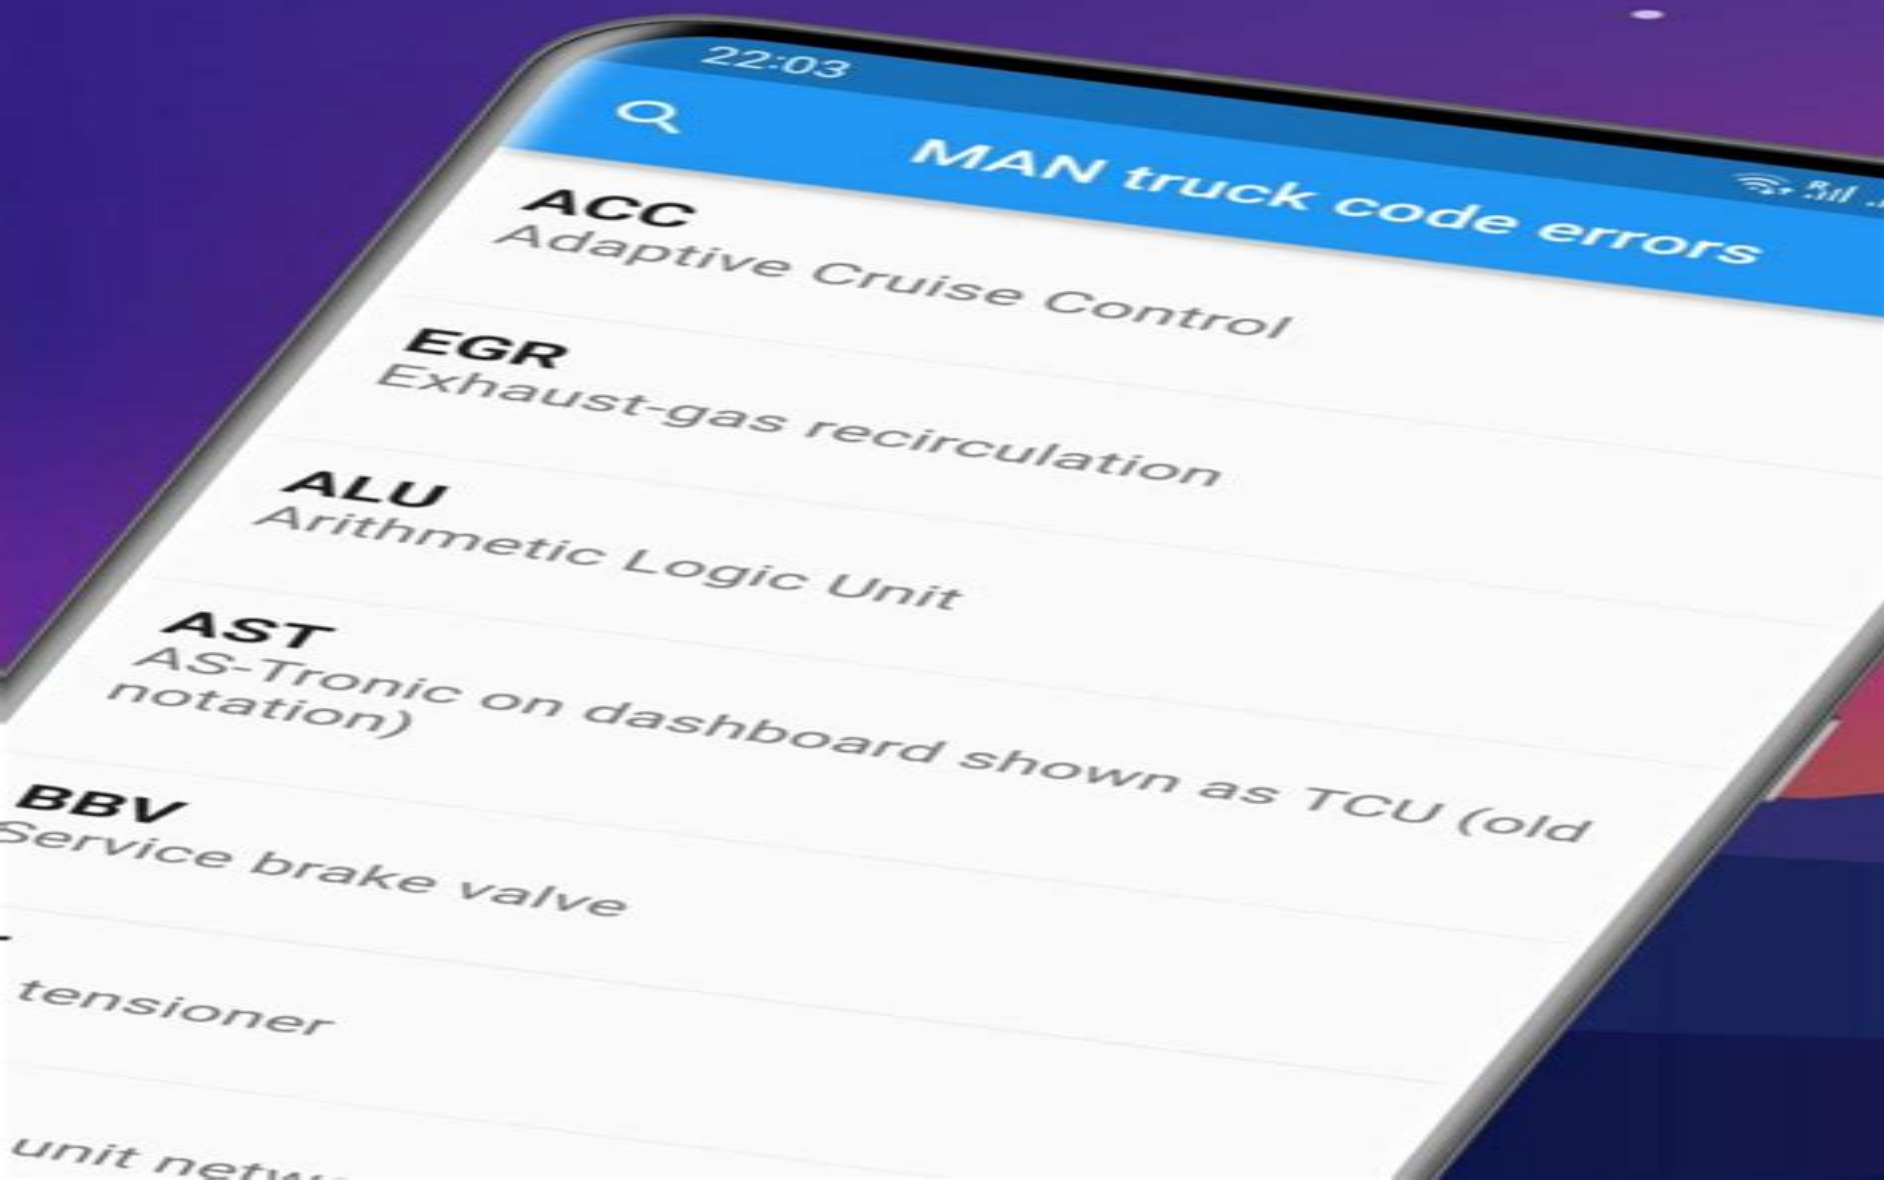 22:03
MAN truck code errors
ACC
Adaptive Cruise Control
EGR
Exhaust-gas recirculation
ALU
Arithmetic Logic Unit
AST
AS-Tronic on dashboard shown as TCU (old
notation)
BBV
Service brake valve
tensioner
unit